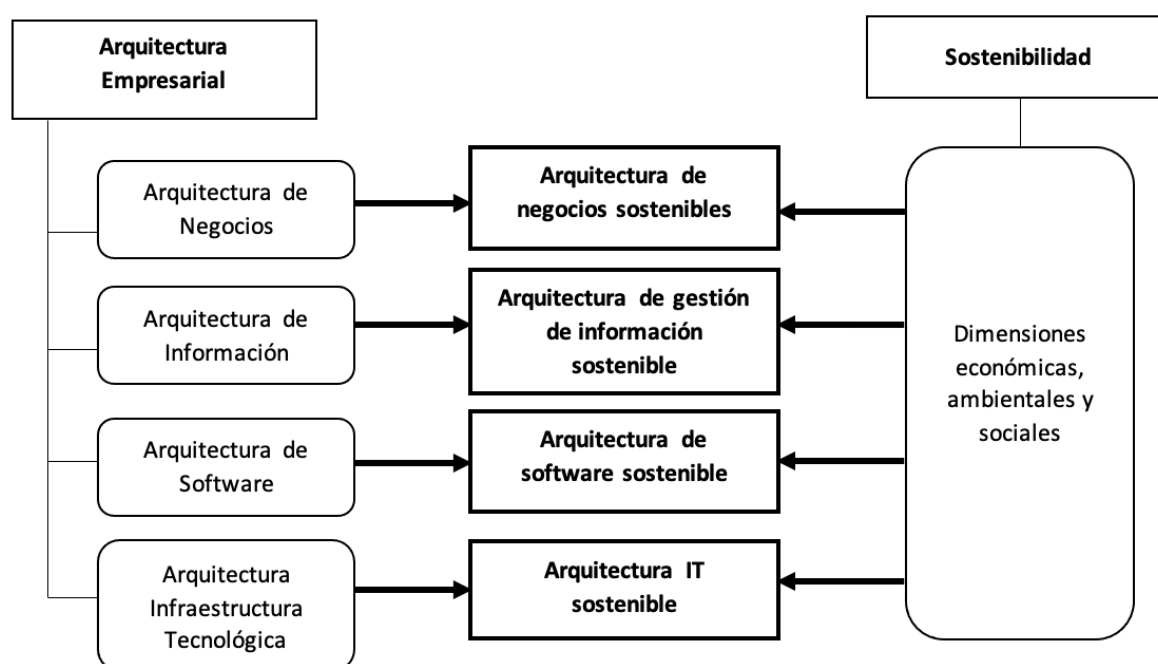 Arquitectura
Empresarial
Sostenibilidad
Arquitectura de
Negocios
Arquitectura de
negocios sostenibles
Arquitectura de
Información
Arquitectura de gestión
de información
sostenible
Dimensiones
económicas,
ambientales y
sociales
Arquitectura de
Software
Arquitectura de
software sostenible
Arquitectura
Infraestructura
Tecnológica
Arquitectura IT
sostenible